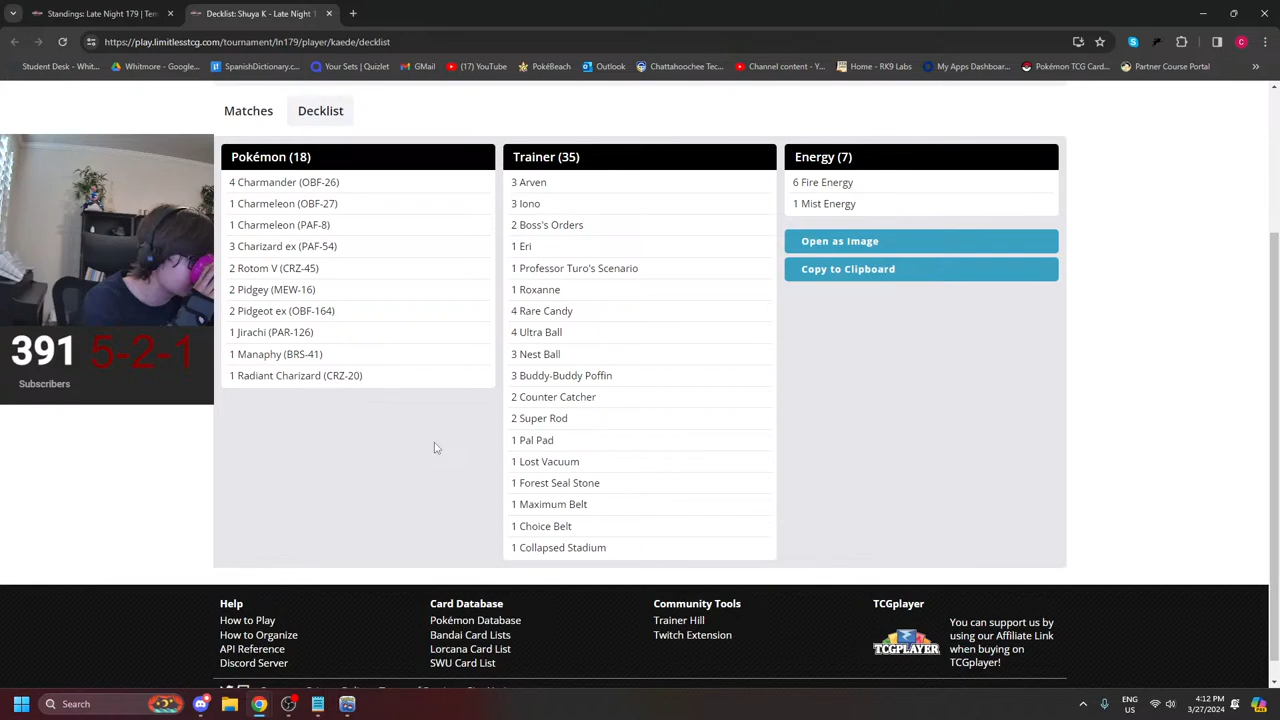 Standings: Late Night 179 | Ten
Decklist: Shuya K - Late Night
https://play.limitlesstcg.com/tournament/ln179/player/kaede/decklist
Student Desk - Whit...
Whitmore - Google...
SpanishDictionary.c...
Your Sets | Quizlet
GMail
(17) YouTube
PokéBeach
Outlook
Chattahoochee Tec...
Channel content - Y...
Home - RK9 Labs
My Apps Dashboar...
Pokémon TCG Card...
Partner Course Portal
Matches
Decklist
Pokémon (18)
4 Charmander (OBF-26)
1 Charmeleon (OBF-27)
1 Charmeleon (PAF-8)
3 Charizard ex (PAF-54)
2 Rotom V (CRZ-45)
2 Pidgey (MEW-16)
2 Pidgeot ex (OBF-164)
1 Jirachi (PAR-126)
1 Manaphy (BRS-41)
1 Radiant Charizard (CRZ-20)
Trainer (35)
3 Arven
3 Iono
2 Boss's Orders
1 Eri
1 Professor Turo's Scenario
1 Roxanne
4 Rare Candy
4 Ultra Ball
3 Nest Ball
3 Buddy-Buddy Poffin
2 Counter Catcher
2 Super Rod
1 Pal Pad
1 Lost Vacuum
1 Forest Seal Stone
1 Maximum Belt
1 Choice Belt
1 Collapsed Stadium
Energy (7)
6 Fire Energy
1 Mist Energy
Open as Image
Copy to Clipboard
391
Subscribers
5-2-1
Help
How to Play
How to Organize
API Reference
Discord Server
Card Database
Pokémon Database
Bandai Card Lists
Lorcana Card List
SWU Card List
Community Tools
Trainer Hill
Twitch Extension
TCGplayer
TCGPLAYER
You can support us by
using our Affiliate Link
when buying on
TCGplayer!
Search
ENG
US
4:12 PM
3/27/2024